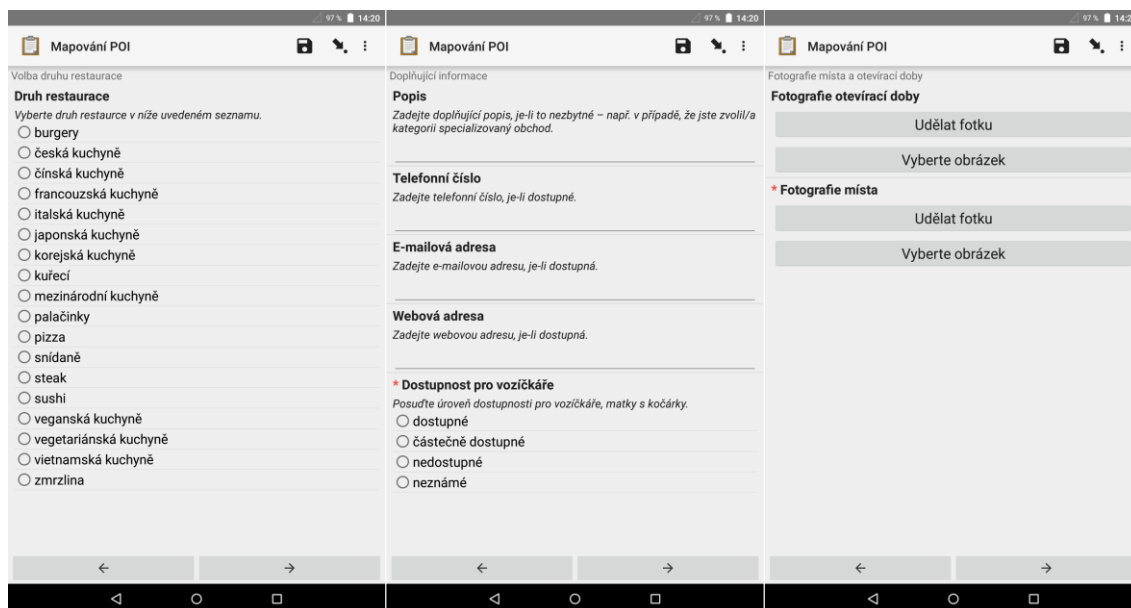 97 % 14:20
Mapování POI
Volba druhu restaurace
Druh restaurace
Vyberte druh restaurce v níže uvedeném seznamu.
burgery
česká kuchyně
čínská kuchyně
francouzská kuchyně
italská kuchyně
japonská kuchyně
korejská kuchyně
kuřecí
mezinárodní kuchyně
palačinky
pizza
snídaně
steak
sushi
veganská kuchyně
vegetariánská kuchyně
vietnamská kuchyně
zmrzlina
97 % 14:20
Mapování POI
Doplňující informace
Popis
Zadejte doplňující popis, je-li to nezbytné – např. v případě, že jste zvolil/a
kategorii specializovaný obchod.
Telefonní číslo
Zadejte telefonní číslo, je-li dostupné.
E-mailová adresa
Zadejte e-mailovou adresu, je-li dostupná.
Webová adresa
Zadejte webovou adresu, je-li dostupná.
* Dostupnost pro vozíčkáře
Posuďte úroveň dostupnosti pro vozíčkáře, matky s kočárky.
dostupné
částečně dostupné
nedostupné
neznámé
97 % 14:20
Mapování POI
Fotografie místa a otevírací doby
Fotografie otevírací doby
Udělat fotku
Vyberte obrázek
* Fotografie místa
Udělat fotku
Vyberte obrázek